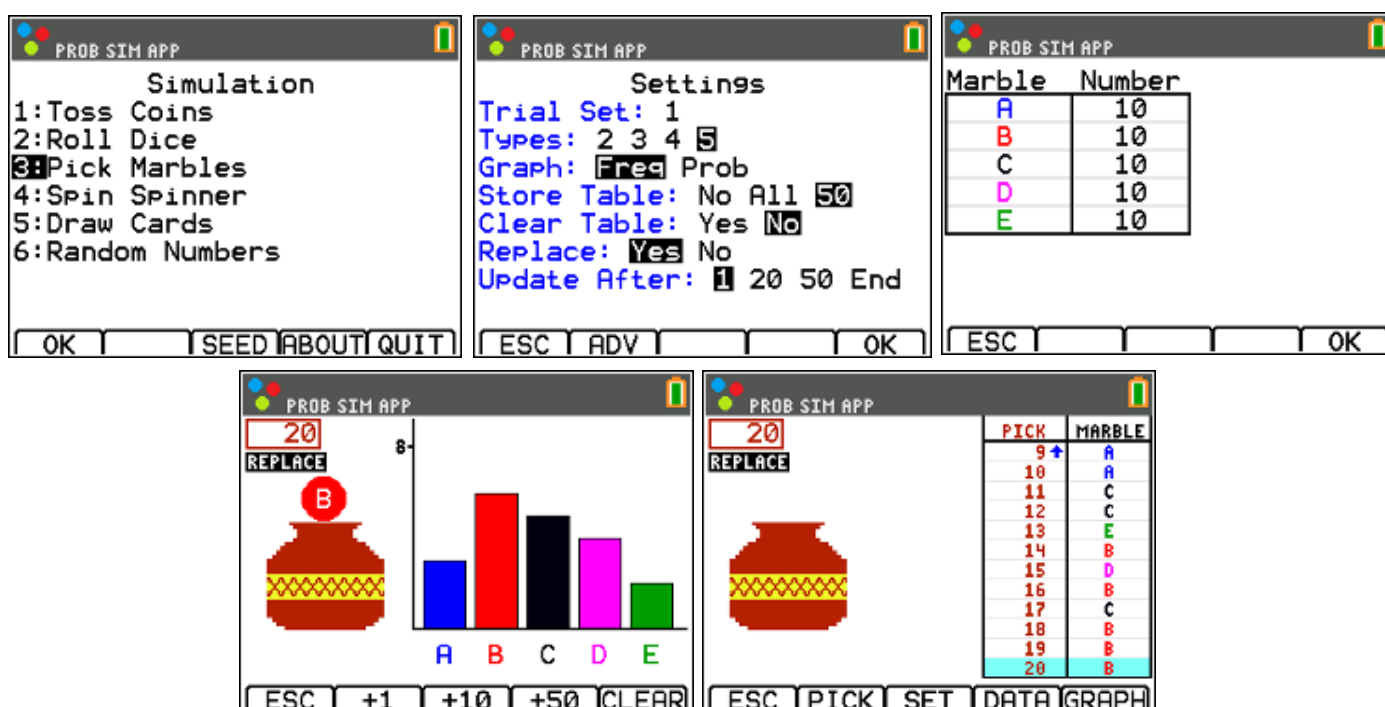 PROB SIM APP
Simulation
1:Toss Coins
2:Roll Dice
3:Pick Marbles
4:Spin Spinner
5:Draw Cards
6:Random Numbers
OK SEED ABOUT QUIT
PROB SIM APP
Settings
Trial Set: 1
Types: 2 3 4 5
Graph: Freq Prob
Store Table: No All 50
Clear Table: Yes No
Replace: Yes No
Update After: 1 20 50 End
ESC ADV OK
PROB SIM APP
Marble Number
A 10
B 10
C 10
D 10
E 10
ESC OK
PROB SIM APP
20
REPLACE
B
8
A B C D E
ESC +1 +10 +50 CLEAR
PROB SIM APP
20
REPLACE
PICK MARBLE
9 A
10 A
11 C
12 C
13 E
14 B
15 D
16 B
17 C
18 B
19 B
20 B
ESC PICK SET DATA GRAPH